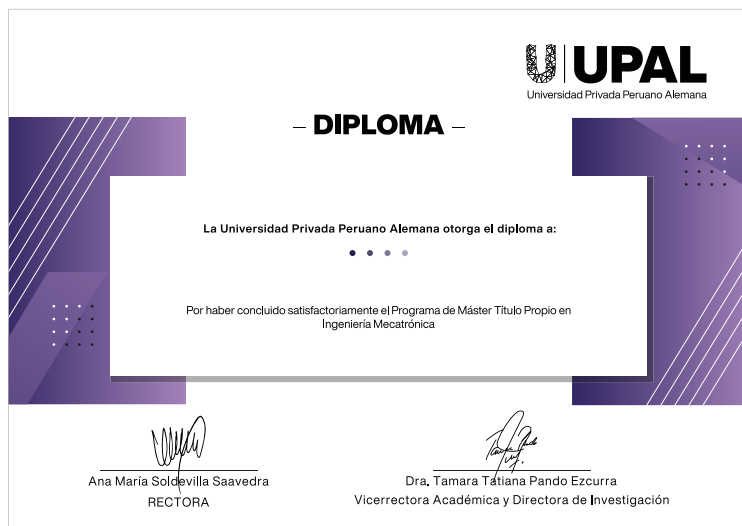 UPAL
Universidad Privada Peruano Alemana
– DIPLOMA –
La Universidad Privada Peruano Alemana otorga el diploma a:
Por haber concluido satisfactoriamente el Programa de Máster Título Propio en
Ingeniería Mecatrónica
Ana María Soldevilla Saavedra
RECTORA
Dra. Tamara Tatiana Pando Ezcurra
Vicerrectora Académica y Directora de Investigación